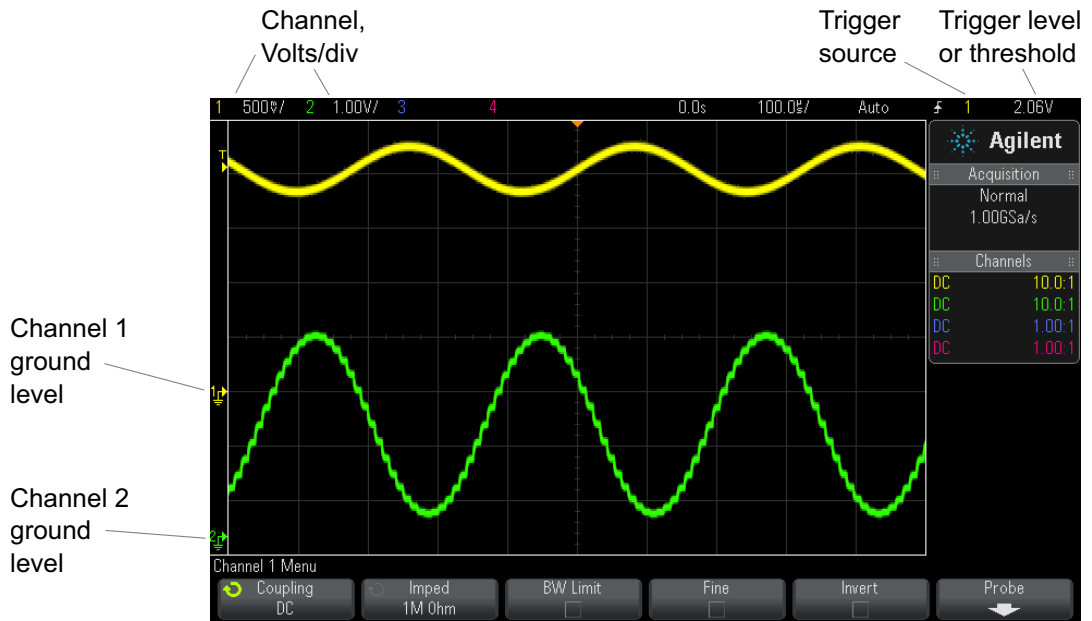 Channel,
Volts/div
Trigger
source
Trigger level
or threshold
1 500mV/ 2 1.00V/ 3 4 0.0s 100.0µs/ Auto 1 2.06V
T
Agilent
Acquisition
Normal
1.00GSa/s
Channels
DC 10.0:1
DC 10.0:1
DC 1.00:1
DC 1.00:1
Channel 1
ground
level
1
Channel 2
ground
level
2
Channel 1 Menu
Coupling
DC
Imped
1M Ohm
BW Limit
Fine
Invert
Probe